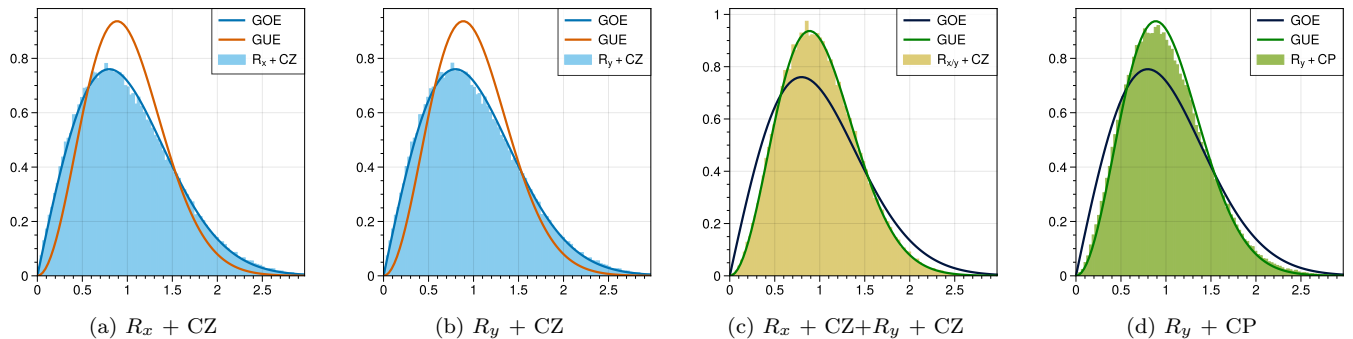 GOE
GUE
Rx + CZ
0.8
0.6
0.4
0.2
0
0 0.5 1 1.5 2 2.5
(a) Rx + CZ
GOE
GUE
Ry + CZ
0.8
0.6
0.4
0.2
0
0 0.5 1 1.5 2 2.5
(b) Ry + CZ
GOE
GUE
Rx/y + CZ
1
0.8
0.6
0.4
0.2
0
0 0.5 1 1.5 2 2.5
(c) Rx + CZ+Ry + CZ
GOE
GUE
Ry + CP
0.8
0.6
0.4
0.2
0
0 0.5 1 1.5 2 2.5
(d) Ry + CP